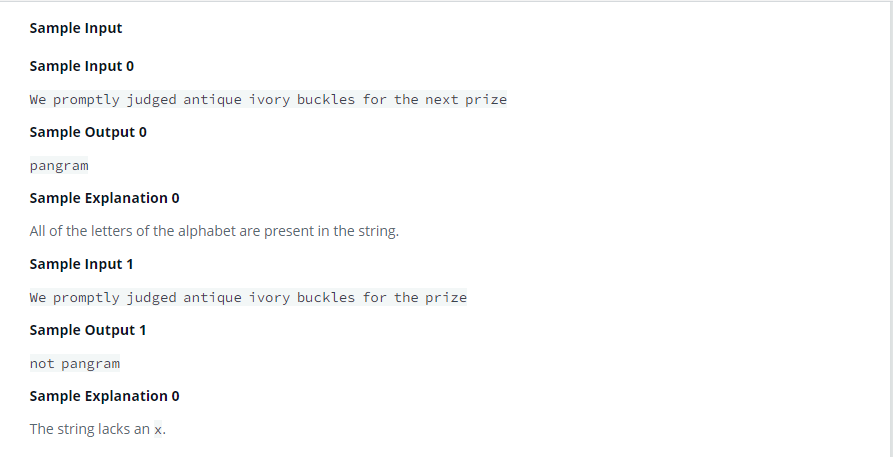 Sample Input
Sample Input 0
We promptly judged antique ivory buckles for the next prize
Sample Output 0
pangram
Sample Explanation 0
All of the letters of the alphabet are present in the string.
Sample Input 1
We promptly judged antique ivory buckles for the prize
Sample Output 1
not pangram
Sample Explanation 0
The string lacks an x.